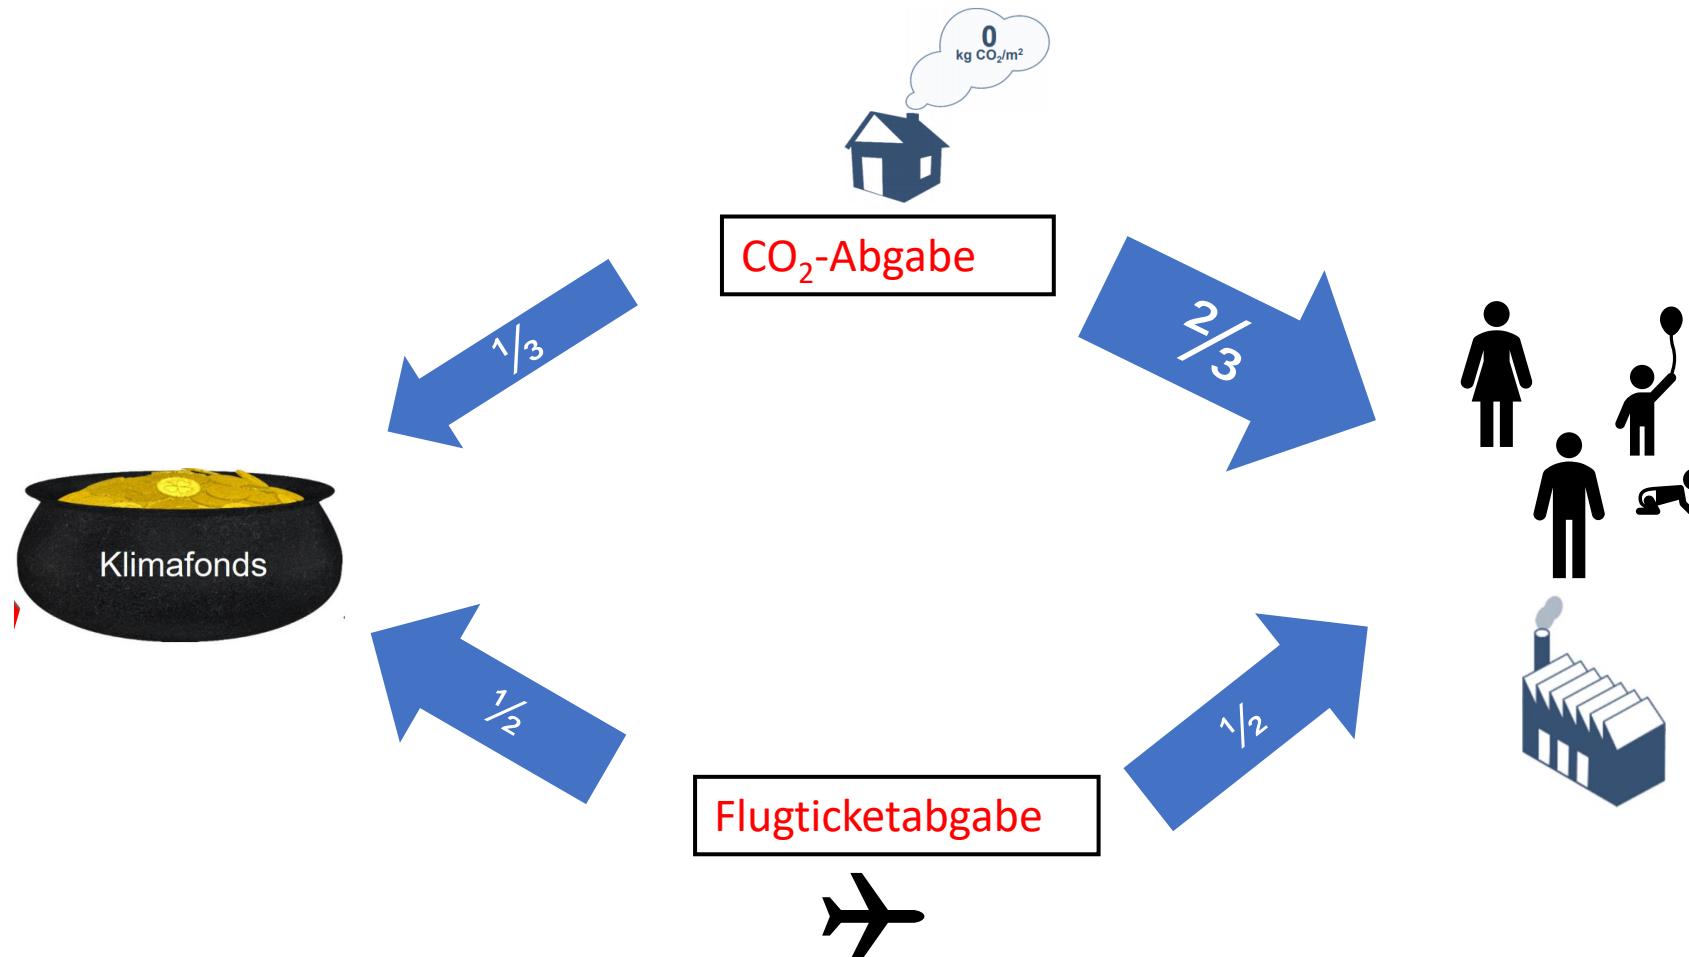 0
kg CO₂/m²
CO₂-Abgabe
1/3
2/3
Klimafonds
1/2
1/2
Flugticketabgabe